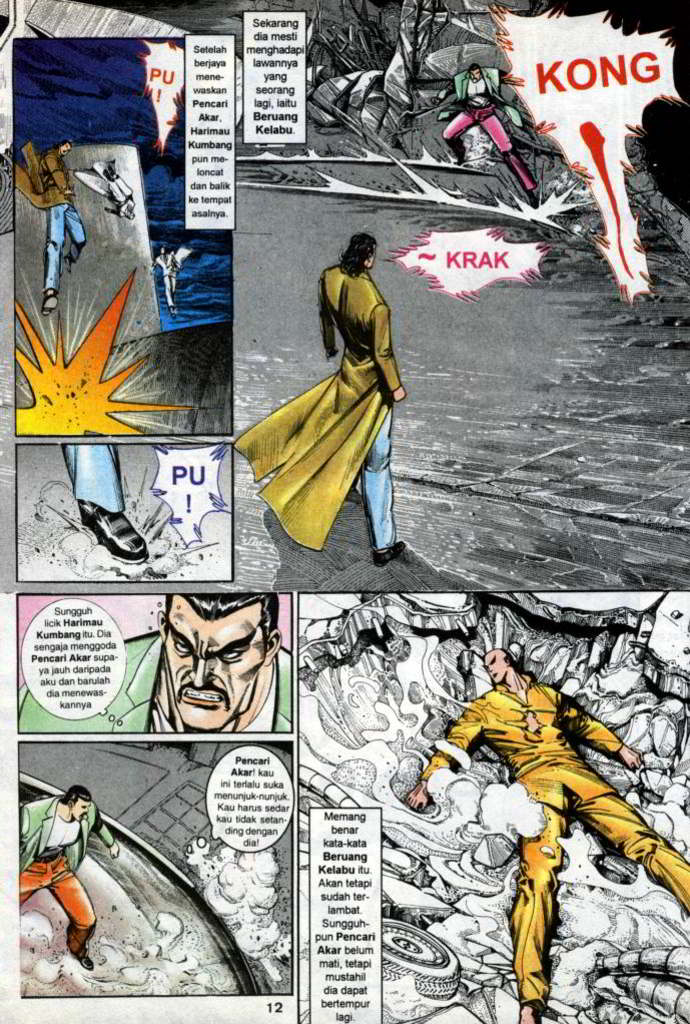 PU
!
Setelah
berjaya
mene-
waskan
Pencari
Akar,
Harimau
Kumbang
pun me-
loncat
dan balik
ke tempat
asalnya.
Sekarang
dia mesti
menghadapi
lawannya
yang
seorang
lagi, iaitu
Beruang
Kelabu.
KONG
!
~ KRAK
PU
!
Sungguh
licik Harimau
Kumbang itu. Dia
sengaja menggoda
Pencari Akar supa-
ya jauh daripada
aku dan barulah
dia menewas-
kannya
Pencari
Akar! kau
ini terlalu suka
menunjuk-nunjuk.
Kau harus sedar
kau tidak setan-
ding dengan
dia!
Memang
benar
kata-kata
Beruang
Kelabu itu.
Akan tetapi
sudah ter-
lambat.
Sungguh-
pun Pencari
Akar belum
mati, tetapi
mustahil
dia dapat
bertempur
lagi.
12